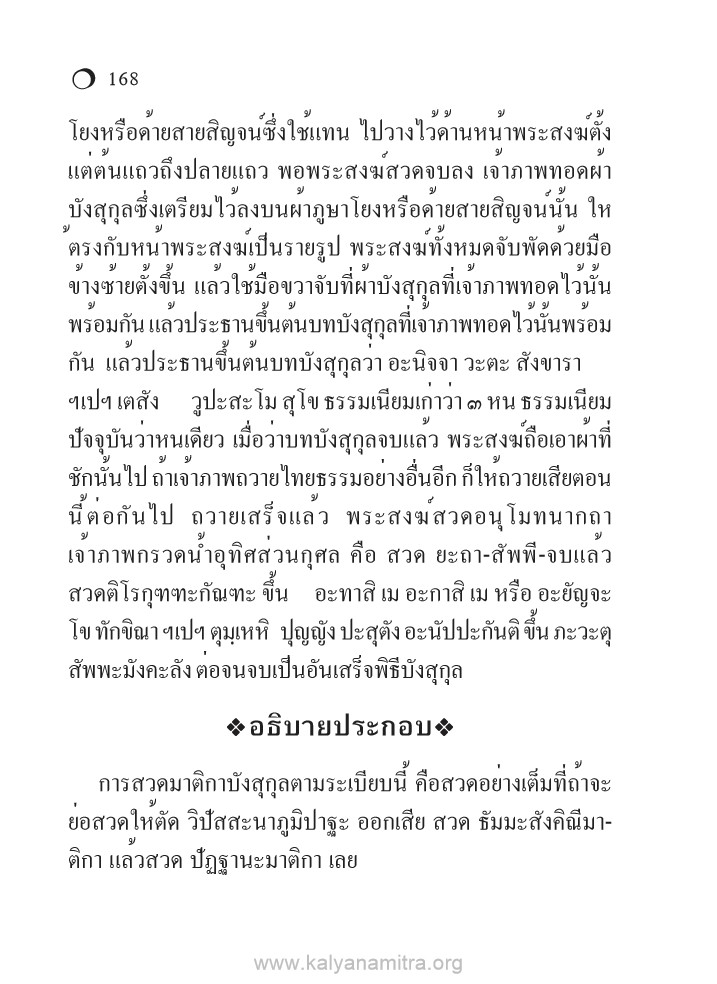 168
โยงหรือด้ายสายสิญจน์ซึ่งใช้แทน ไปวางไว้ด้านหน้าพระสงฆ์ตั้ง
แต่ต้นแถวถึงปลายแถว พอพระสงฆ์สวดจบลง เจ้าภาพทอดผ้า
บังสุกุลซึ่งเตรียมไว้ลงบนผ้าภูษาโยงหรือด้ายสายสิญจน์นั้น ให
้ตรงกับหน้าพระสงฆ์เป็นรายรูป พระสงฆ์ทั้งหมดจับพัดด้วยมือ
ข้างซ้ายตั้งขึ้น แล้วใช้มือขวาจับที่ผ้าบังสุกุลที่เจ้าภาพทอดไว้นั้น
พร้อมกัน แล้วประธานขึ้นต้นบทบังสุกุลที่เจ้าภาพทอดไว้นั้นพร้อม
กัน แล้วประธานขึ้นต้นบทบังสุกุลว่า อะนิจจา วะตะ สังขารา
ฯเปฯ เตสัง วูปะสะโม สุโข ธรรมเนียมเก่าว่า ๓ หน ธรรมเนียม
ปัจจุบันว่าหนเดียว เมื่อว่าบทบังสุกุลจบแล้ว พระสงฆ์ถือเอาผ้าที่
ชักนั้นไป ถ้าเจ้าภาพถวายไทยธรรมอย่างอื่นอีก ก็ให้ถวายเสียตอน
นี้ ต่อกันไป ถวายเสร็จแล้ว พระสงฆ์สวดอนุโมทนากถา
เจ้าภาพกรวดน้ำอุทิศส่วนกุศล คือ สวด ยะถา-สัพพี-จบแล้ว
สวดติโรกุฑฑะกัณฑะ ขึ้น อะทาสิ เม อะกาสิ เม หรือ อะยัญจะ
โข ทักขิณา ฯเปฯ ตุมฺเหหิ ปุญญัง ปะสุตัง อะนัปปะกันติ ขึ้น ภะวะตุ
สัพพะมังคะลัง ต่อจนจบเป็นอันเสร็จพิธีบังสุกุล
❖อธิบายประกอบ❖
การสวดมาติกาบังสุกุลตามระเบียบนี้ คือสวดอย่างเต็มที่ถ้าจะ
ย่อสวดให้ตัด วิปัสสะนาภูมิปาฐะ ออกเสีย สวด ธัมมะสังคิณีมา-
ติกา แล้วสวด ปัฏฐานะมาติกา เลย
www.kalyanamitra.org